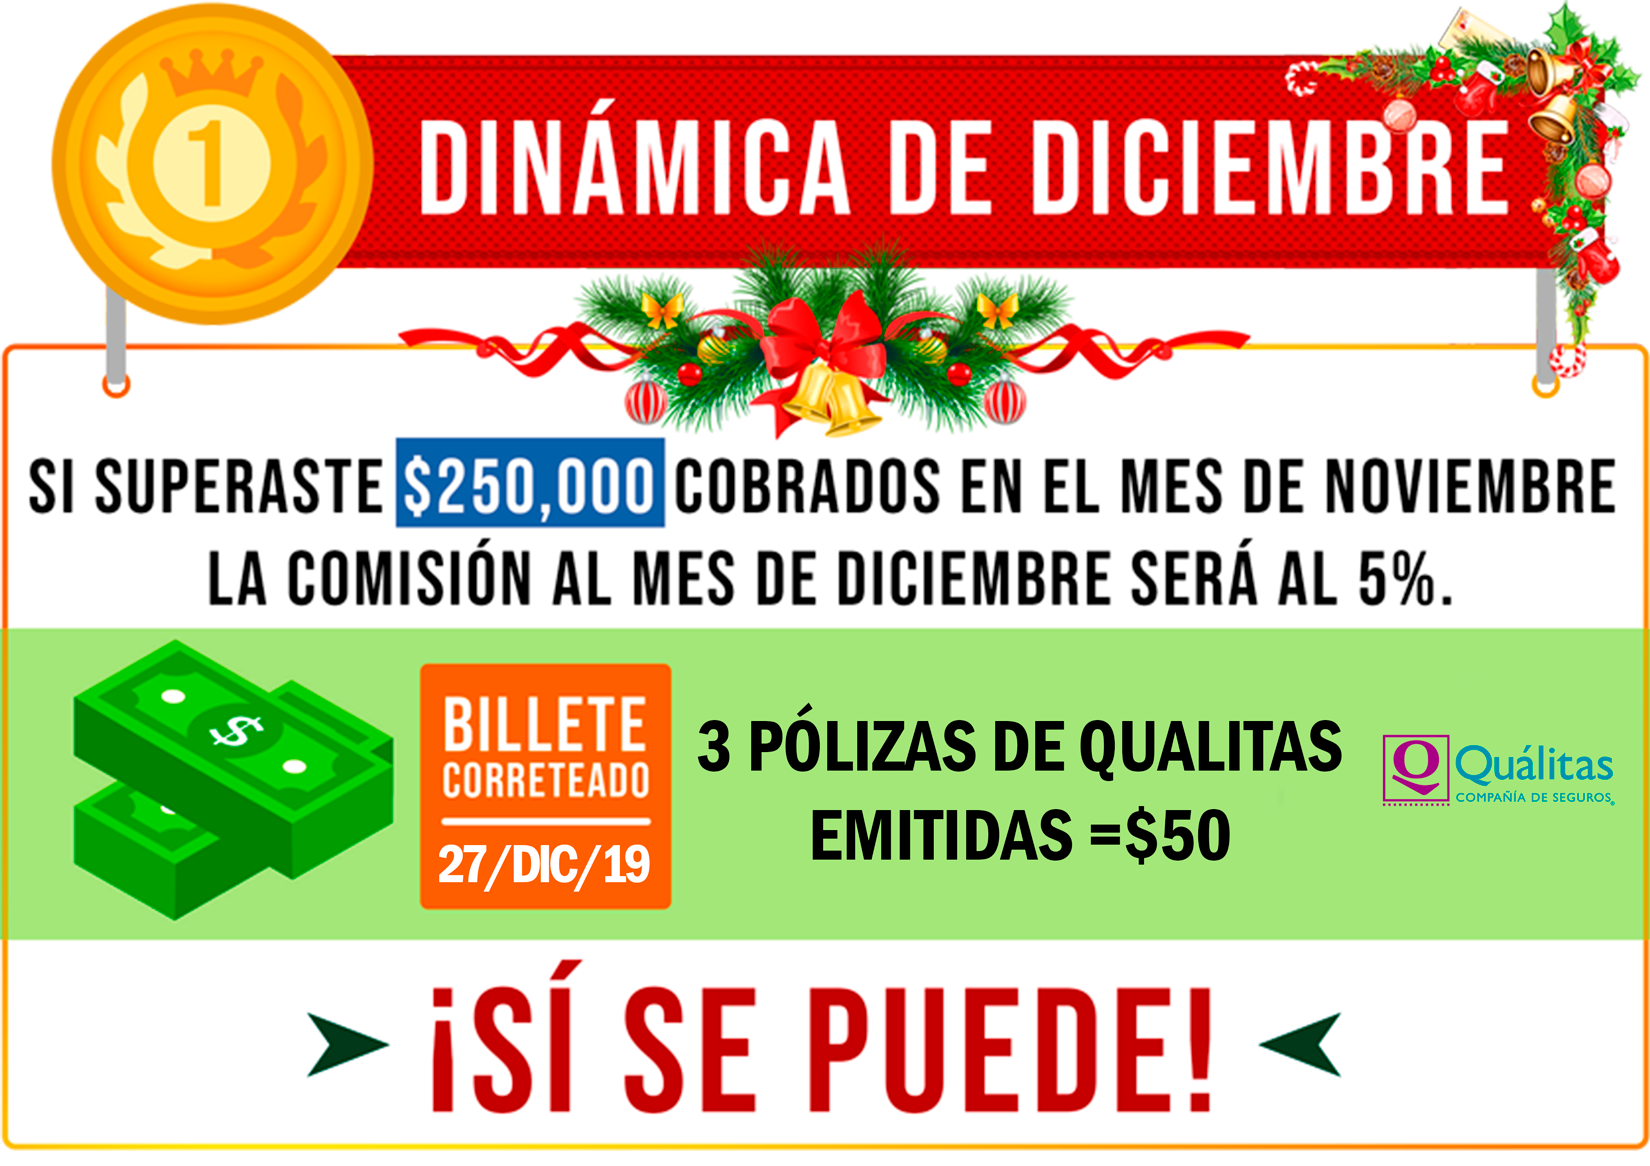 1
DINÁMICA DE DICIEMBRE
SI SUPERASTE $250,000 COBRADOS EN EL MES DE NOVIEMBRE
LA COMISIÓN AL MES DE DICIEMBRE SERÁ AL 5%.
$
BILLETE
CORRETEADO
27/DIC/19
3 PÓLIZAS DE QUALITAS
EMITIDAS =$50
Q Quálitas
COMPAÑÍA DE SEGUROS®
¡SÍ SE PUEDE!